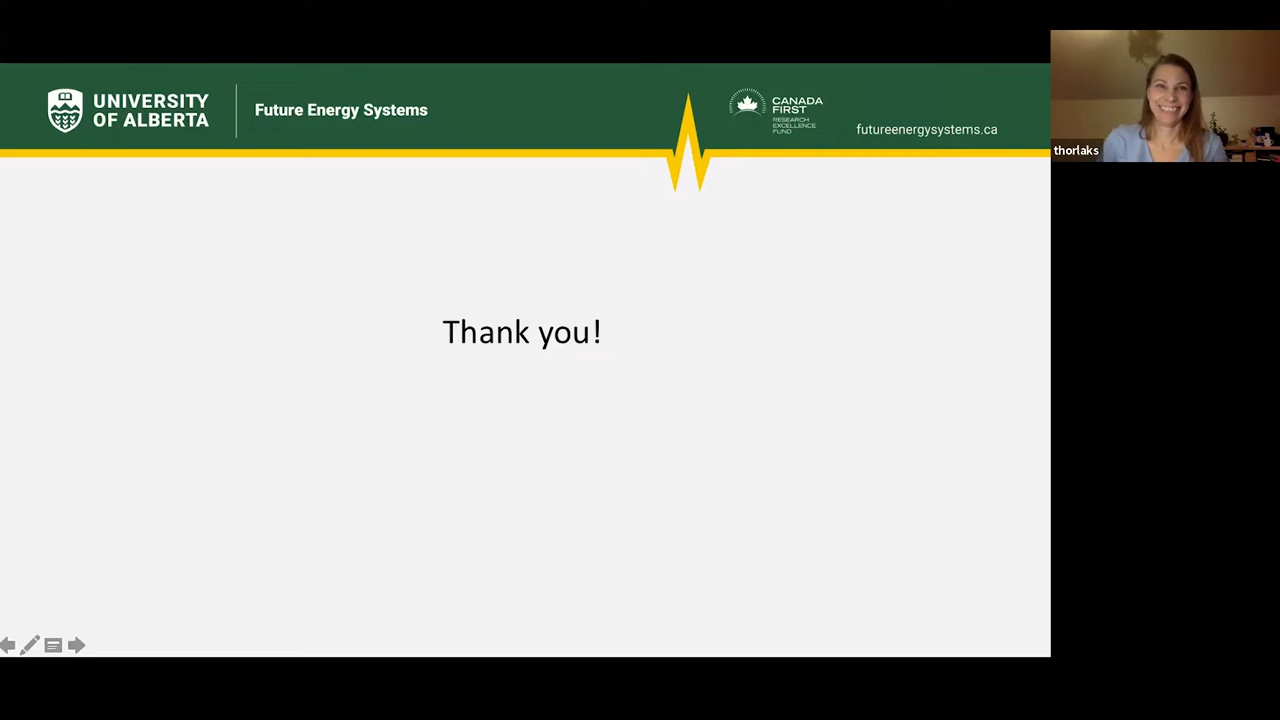 UNIVERSITY
OF ALBERTA
Future Energy Systems
CANADA
FIRST
RESEARCH
EXCELLENCE
FUND
futureenergysystems.ca
thorlaks
Thank you!